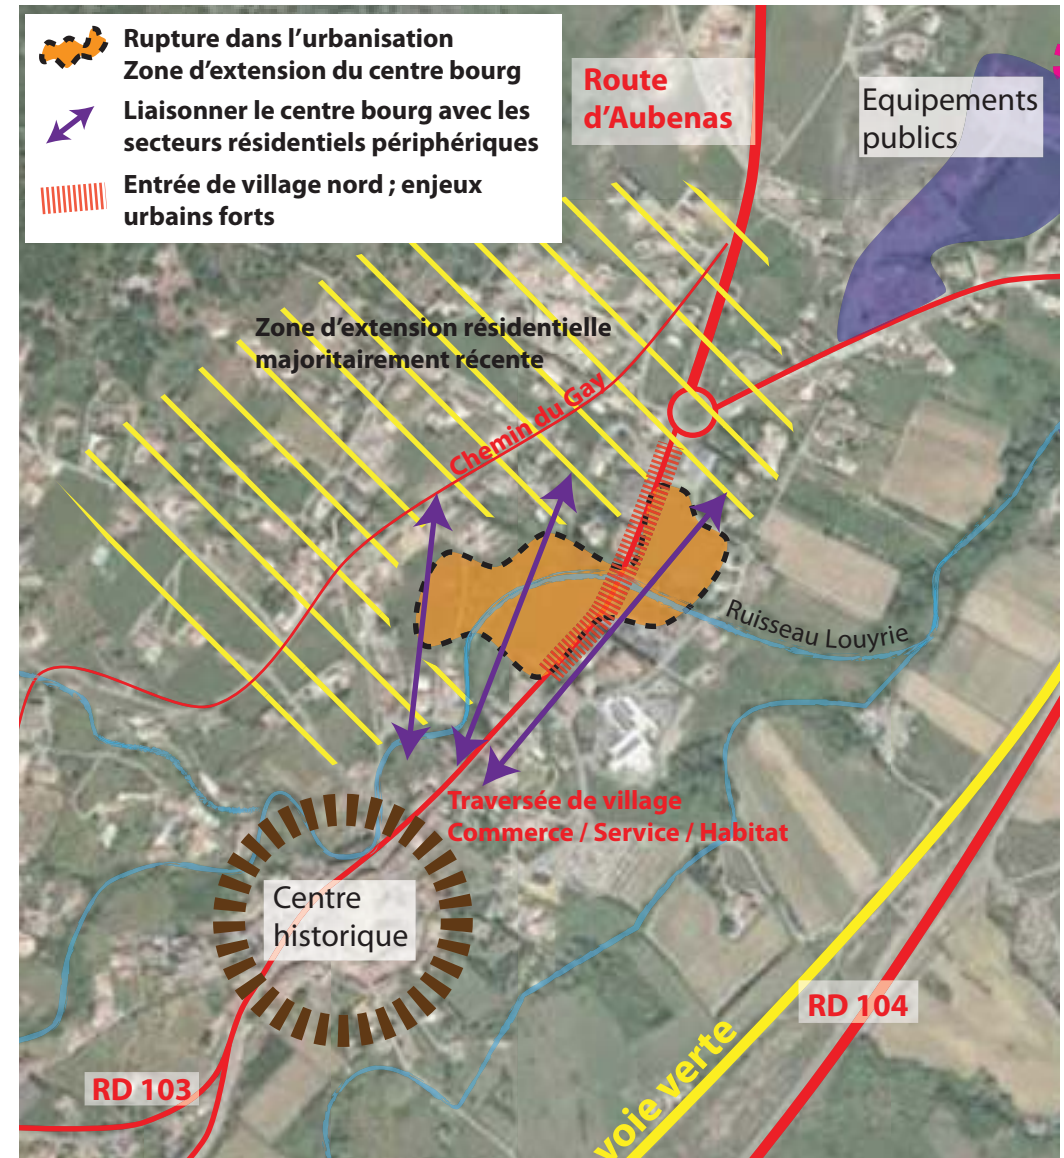 Rupture dans l'urbanisation
Zone d'extension du centre bourg
Liaisonner le centre bourg avec les
secteurs résidentiels périphériques
Entrée de village nord ; enjeux
urbains forts
Route
d'Aubenas
Equipements
publics
Zone d'extension résidentielle
majoritairement récente
Chemin du Gay
Ruisseau Louyrie
Traversée de village
Commerce / Service / Habitat
Centre
historique
RD 104
voie verte
RD 103